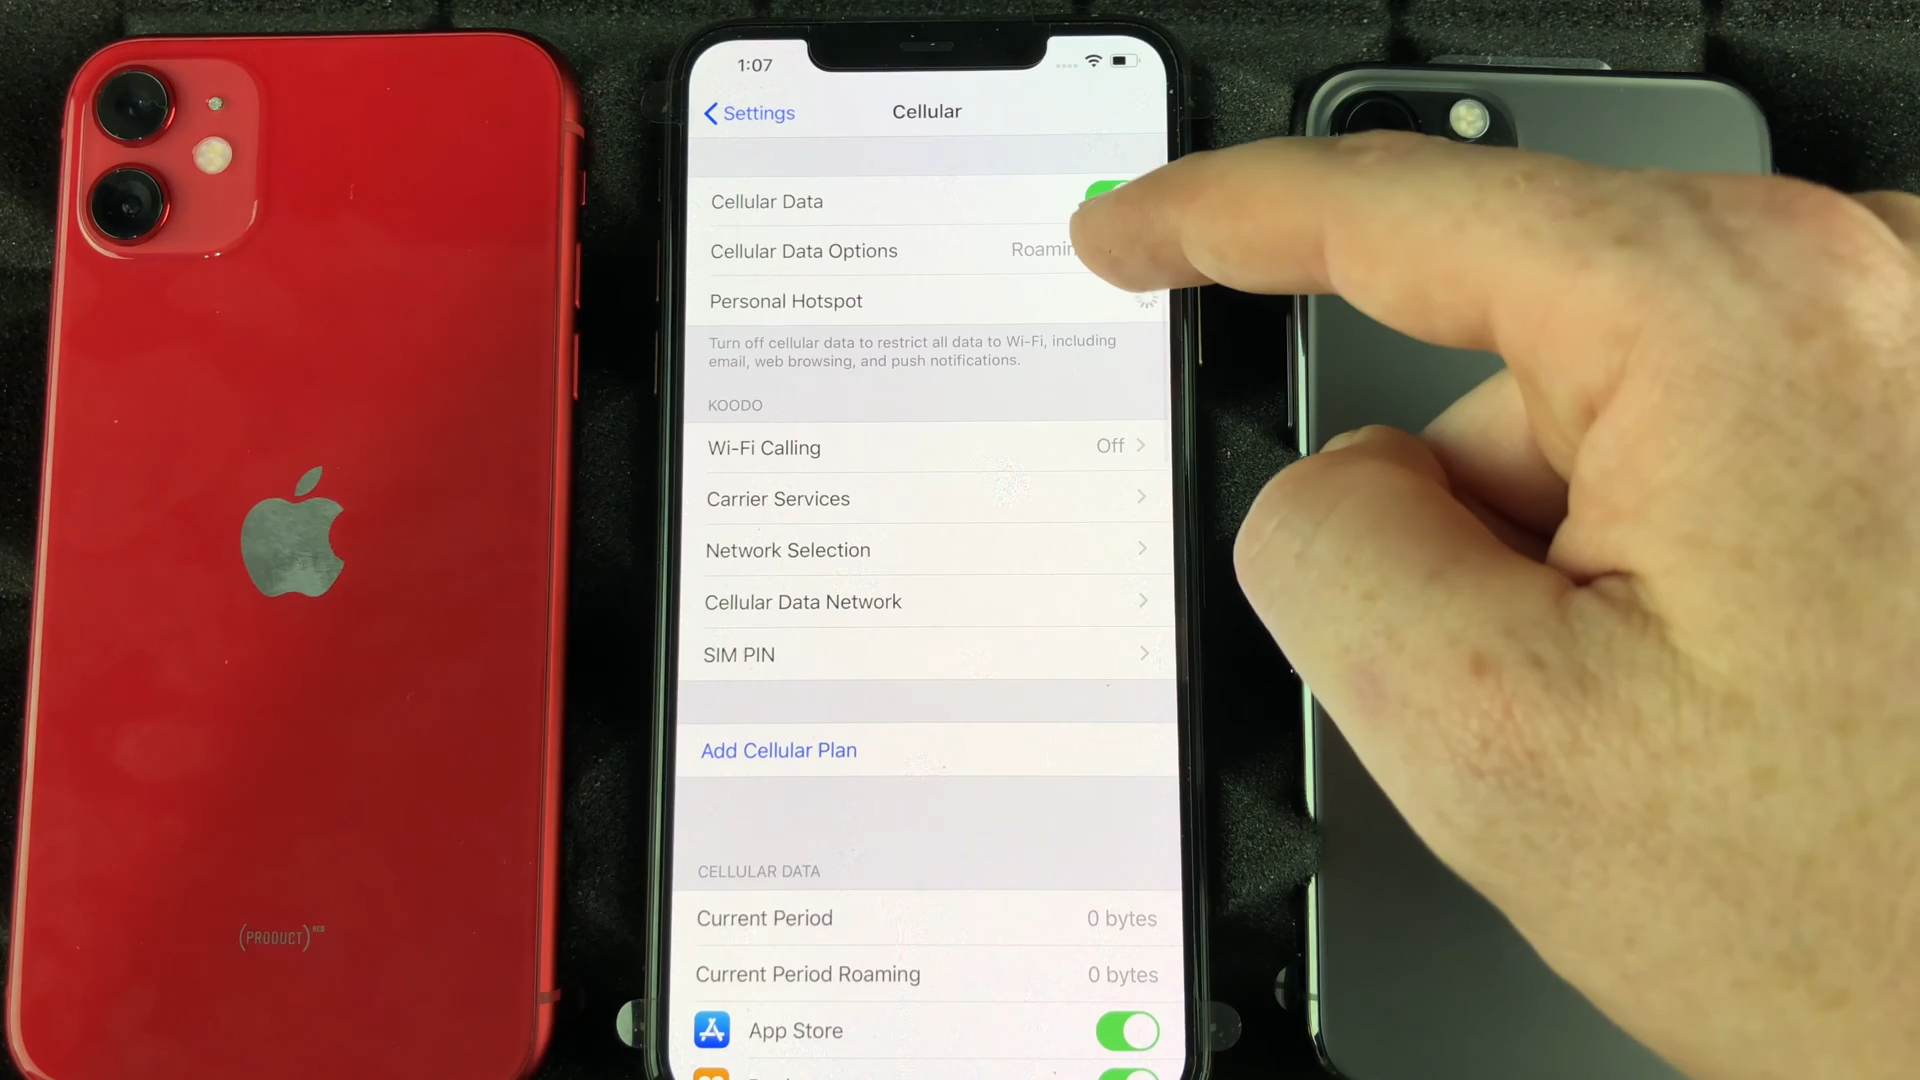 1:07
Settings
Cellular
Cellular Data
Cellular Data Options
Personal Hotspot
Turn off cellular data to restrict all data to Wi-Fi, including
email, web browsing, and push notifications.
KOODO
Wi-Fi Calling Off
Carrier Services
Network Selection
Cellular Data Network
SIM PIN
Add Cellular Plan
CELLULAR DATA
Current Period 0 bytes
Current Period Roaming 0 bytes
App Store
(PRODUCT)RED